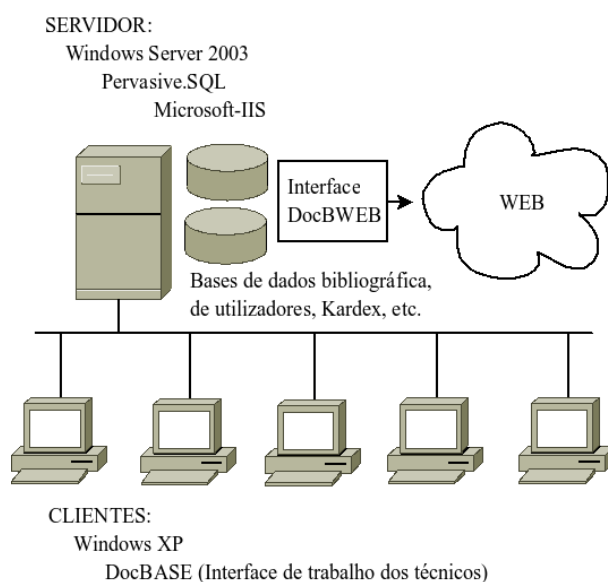 SERVIDOR:
Windows Server 2003
Pervasive.SQL
Microsoft-IIS
Interface
DocBWEB
WEB
Bases de dados bibliográfica,
de utilizadores, Kardex, etc.
CLIENTES:
Windows XP
DocBASE (Interface de trabalho dos técnicos)